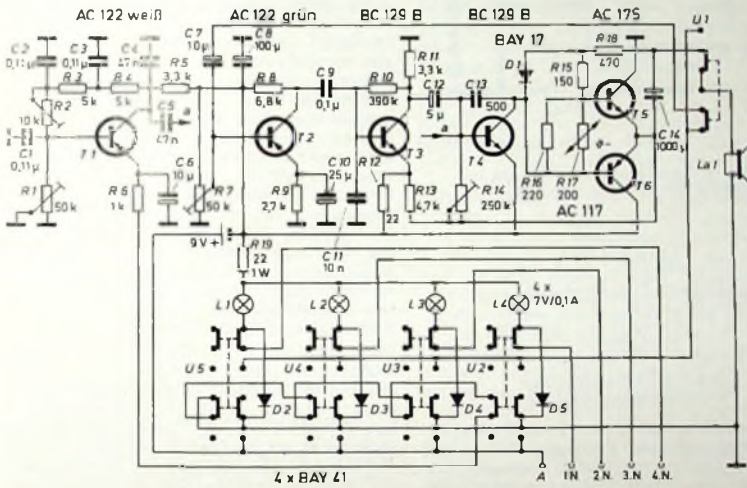 AC 122 weiß AC 122 grün BC 129 B BC 129 B AC 175
C2 0,11µ
C3 0,11µ
C4 47n
R5 3,3k
C7 10µ
C8 100µ
R3 5k
R4 5k
R2 10k
C1 0,11µ
R1 50k
C5 47n
a
T1
R6 1k
C6 10µ
R7 50k
R8 6,8k
C9 0,1µ
T2
R9 2,7k
C10 25µ
C11 10n
R10 390k
R11 3,3k
C12 5µ
R12 22
R13 4,7k
T3
a
C13 500
T4
R14 250k
BAY 17
D1
R15 150
R18 470
R16 220
R17 200
T5
T6
AC 117
C14 1000µ
U1
La1
9V +
R19 22 1W
L1 L2 L3 L4 4x 7V/0,1A
U5 U4 U3 U2
D2 D3 D4 D5
4 x BAY 41
A 1.N. 2.N. 3.N. 4.N.